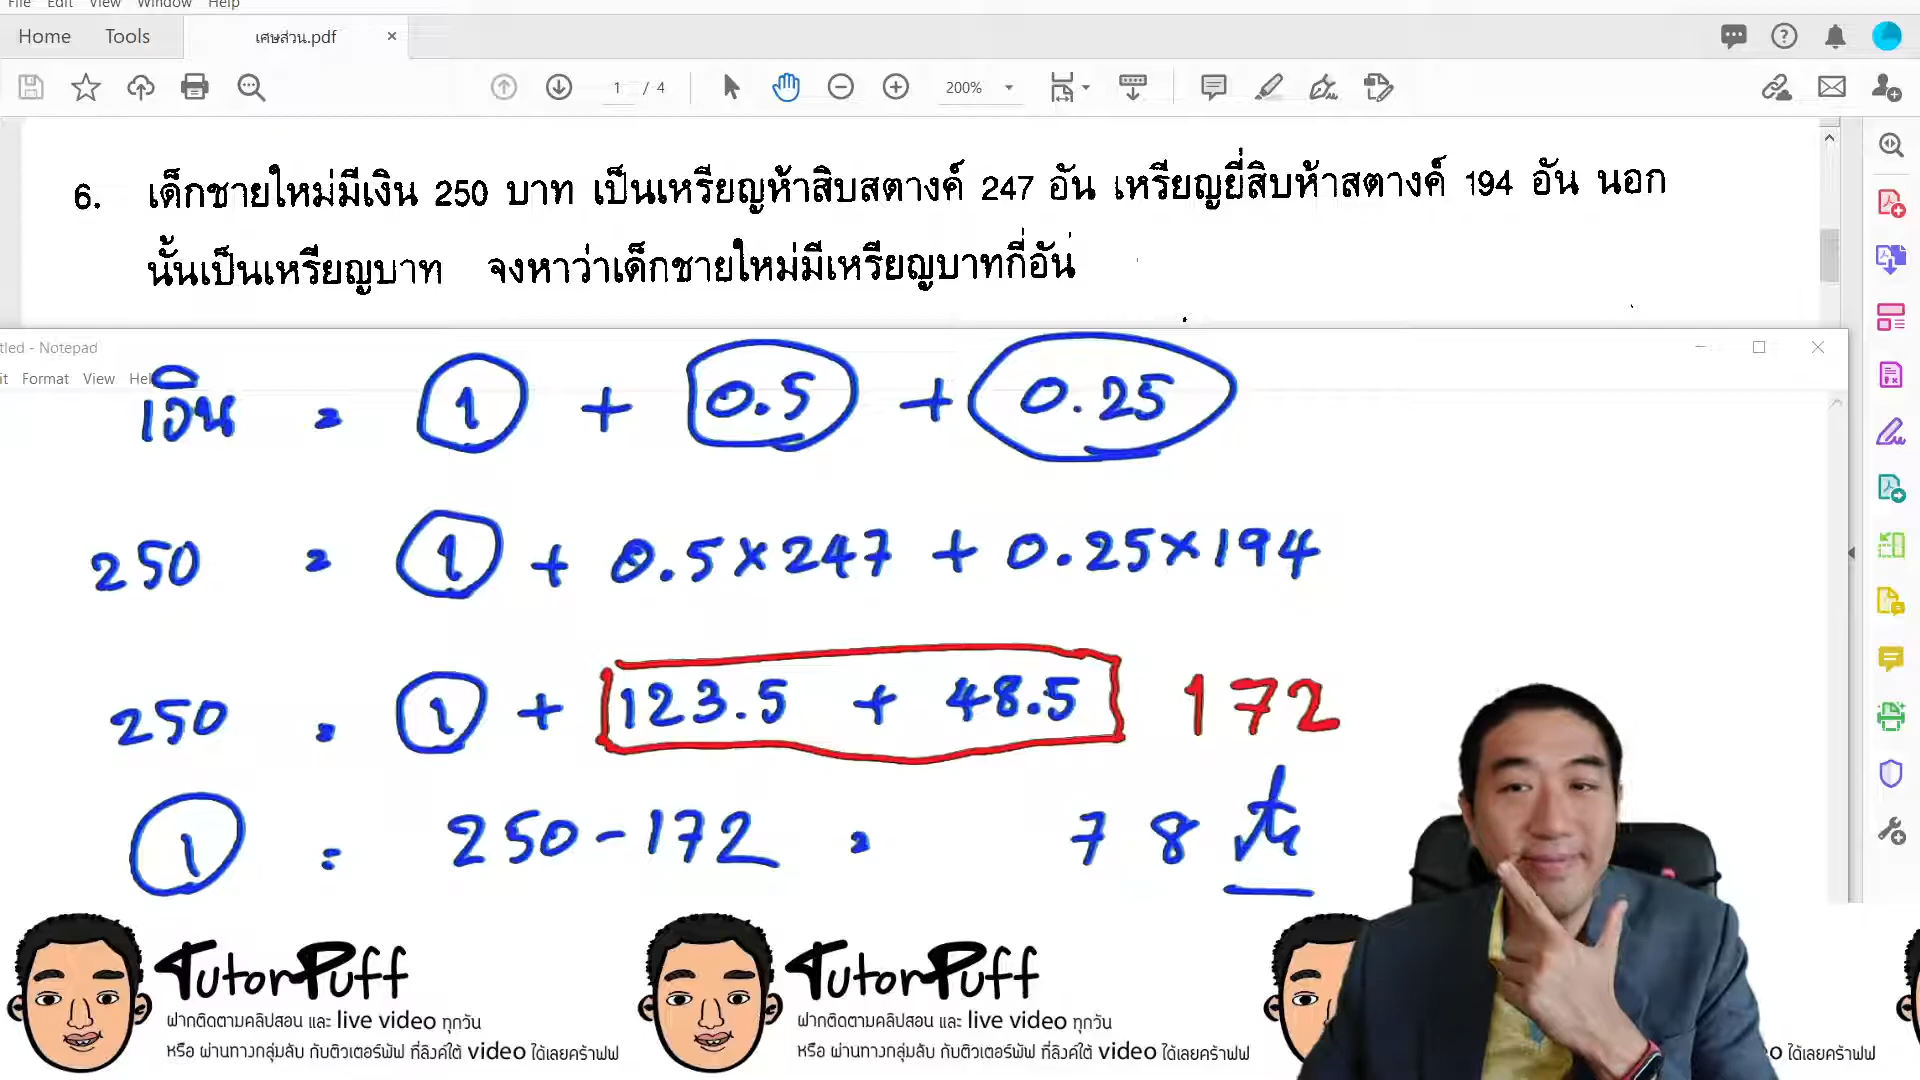 File Edit View Window Help
Home Tools เศษส่วน.pdf ×
1 / 4 200%
6. เด็กชายใหม่มีเงิน 250 บาท เป็นเหรียญห้าสิบสตางค์ 247 อัน เหรียญยี่สิบห้าสตางค์ 194 อัน นอก
นั้นเป็นเหรียญบาท จงหาว่าเด็กชายใหม่มีเหรียญบาทกี่อัน
tled - Notepad
it Format View Help
เงิน = 1 + 0.5 + 0.25
250 = 1 + 0.5×247 + 0.25×194
250 = 1 + 123.5 + 48.5 172
1 = 250-172 = 78
TutorPuff TutorPuff
ฝากติดตามคลิปสอน และ live video ทุกวัน ฝากติดตามคลิปสอน และ live video ทุกวัน
หรือ ผ่านทางกลุ่มลับ กับติวเตอร์พัฟ ที่ลิงค์ใต้ video ได้เลยคร้าฟฟ หรือ ผ่านทางกลุ่มลับ กับติวเตอร์พัฟ ที่ลิงค์ใต้ video ได้เลยคร้าฟฟ o ได้เลยคร้าฟฟ